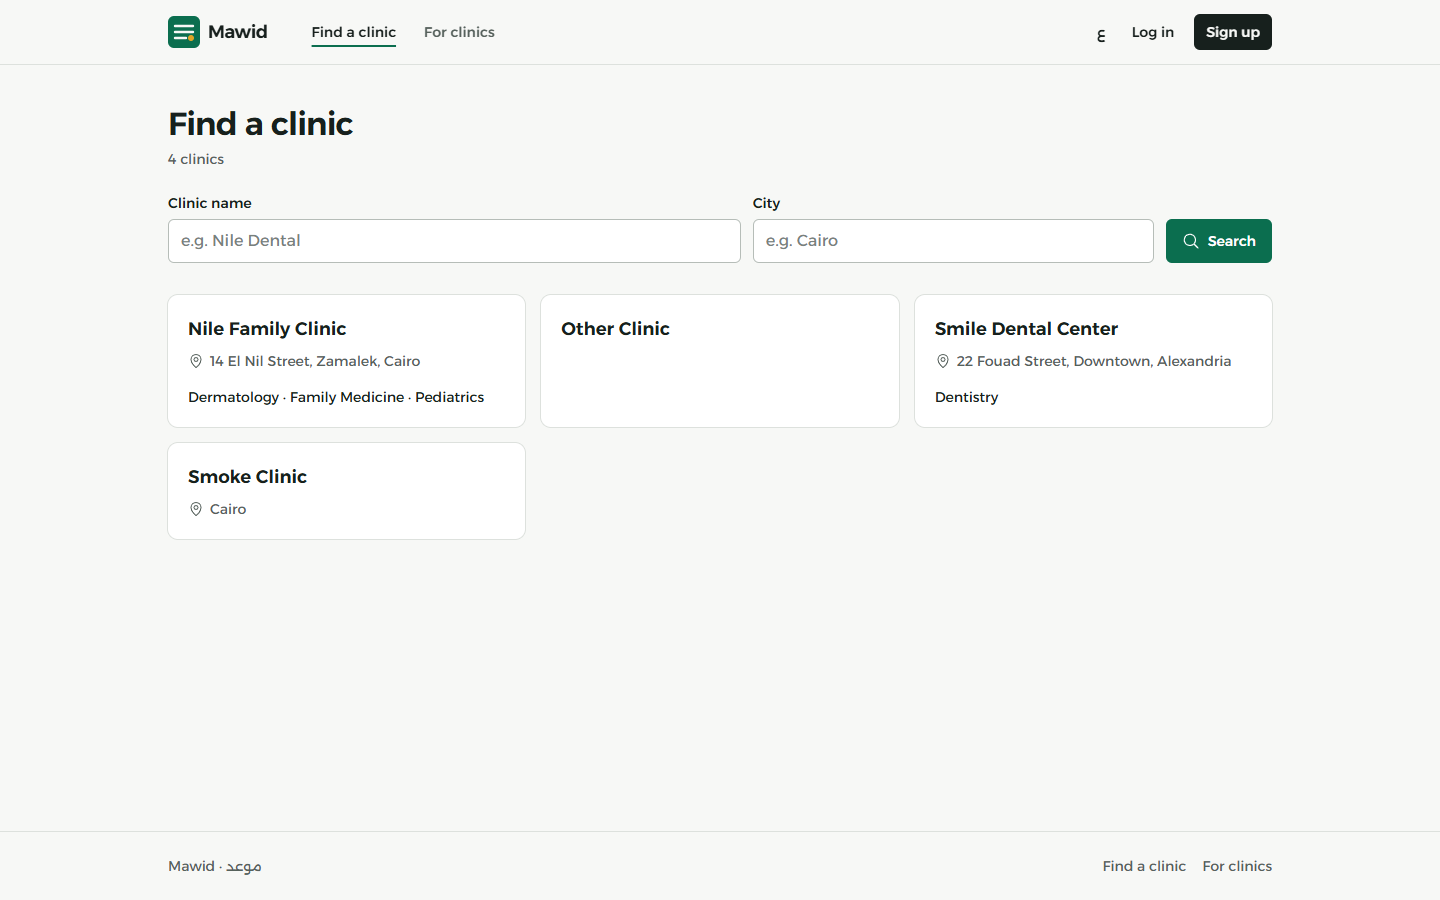 Mawid
Find a clinic
For clinics
ع
Log in
Sign up
Find a clinic
4 clinics
Clinic name
City
e.g. Nile Dental
e.g. Cairo
Search
Nile Family Clinic
14 El Nil Street, Zamalek, Cairo
Dermatology · Family Medicine · Pediatrics
Other Clinic
Smile Dental Center
22 Fouad Street, Downtown, Alexandria
Dentistry
Smoke Clinic
Cairo
Mawid · موعد
Find a clinic
For clinics